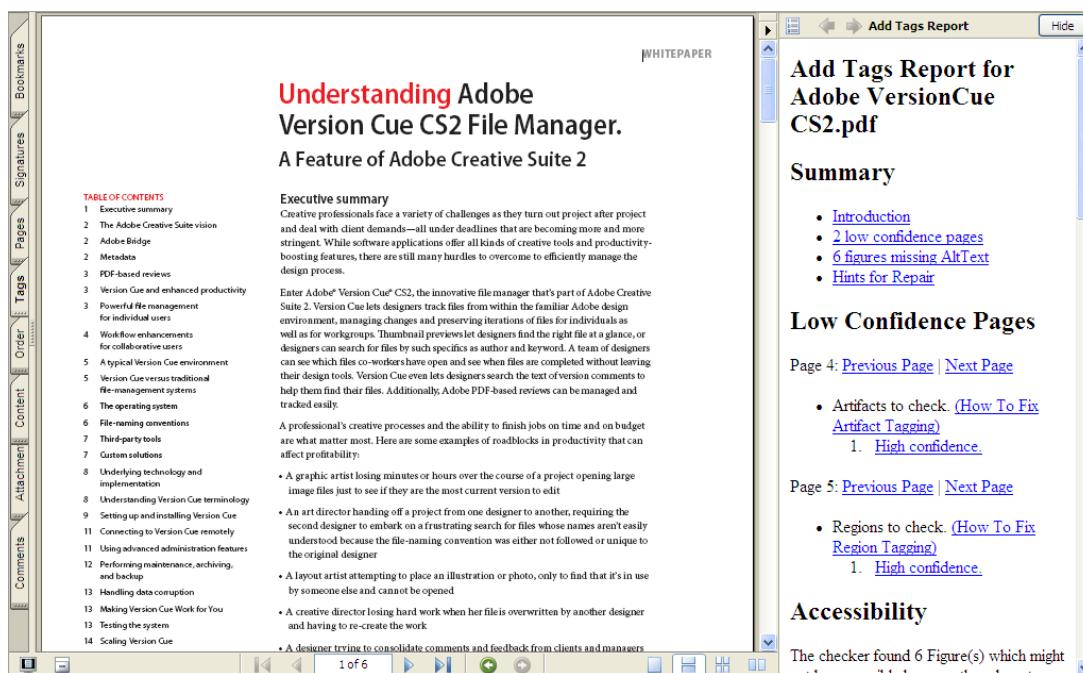 Bookmarks
Signatures
Pages
Tags
Order
Content
Attachmen
Comments
WHITEPAPER
Understanding Adobe
Version Cue CS2 File Manager.
A Feature of Adobe Creative Suite 2
TABLE OF CONTENTS
1 Executive summary
2 The Adobe Creative Suite vision
2 Adobe Bridge
2 Metadata
3 PDF-based reviews
3 Version Cue and enhanced productivity
3 Powerful file management
for individual users
4 Workflow enhancements
for collaborative users
5 A typical Version Cue environment
5 Version Cue versus traditional
file-management systems
6 The operating system
6 File-naming conventions
7 Third-party tools
7 Custom solutions
8 Underlying technology and
implementation
8 Understanding Version Cue terminology
9 Setting up and installing Version Cue
11 Connecting to Version Cue remotely
11 Using advanced administration features
12 Performing maintenance, archiving,
and backup
13 Handling data corruption
13 Making Version Cue Work for You
13 Testing the system
14 Scaling Version Cue
Executive summary
Creative professionals face a variety of challenges as they turn out project after project
and deal with client demands—all under deadlines that are becoming more and more
stringent. While software applications offer all kinds of creative tools and productivity-
boosting features, there are still many hurdles to overcome to efficiently manage the
design process.
Enter Adobe® Version Cue® CS2, the innovative file manager that's part of Adobe Creative
Suite 2. Version Cue lets designers track files from within the familiar Adobe design
environment, managing changes and preserving iterations of files for individuals as
well as for workgroups. Thumbnail previews let designers find the right file at a glance, or
designers can search for files by such specifics as author and keyword. A team of designers
can see which files co-workers have open and see when files are completed without leaving
their design tools. Version Cue even lets designers search the text of version comments to
help them find their files. Additionally, Adobe PDF-based reviews can be managed and
tracked easily.
A professional's creative processes and the ability to finish jobs on time and on budget
are what matter most. Here are some examples of roadblocks in productivity that can
affect profitability:
• A graphic artist losing minutes or hours over the course of a project opening large
image files just to see if they are the most current version to edit
• An art director handing off a project from one designer to another, requiring the
second designer to embark on a frustrating search for files whose names aren't easily
understood because the file-naming convention was either not followed or unique to
the original designer
• A layout artist attempting to place an illustration or photo, only to find that it's in use
by someone else and cannot be opened
• A creative director losing hard work when her file is overwritten by another designer
and having to re-create the work
• A designer trying to consolidate comments and feedback from clients and managers
1 of 6
Add Tags Report
Hide
Add Tags Report for
Adobe VersionCue
CS2.pdf
Summary
• Introduction
• 2 low confidence pages
• 6 figures missing AltText
• Hints for Repair
Low Confidence Pages
Page 4: Previous Page | Next Page
• Artifacts to check. (How To Fix
Artifact Tagging)
1. High confidence.
Page 5: Previous Page | Next Page
• Regions to check. (How To Fix
Region Tagging)
1. High confidence.
Accessibility
The checker found 6 Figure(s) which might